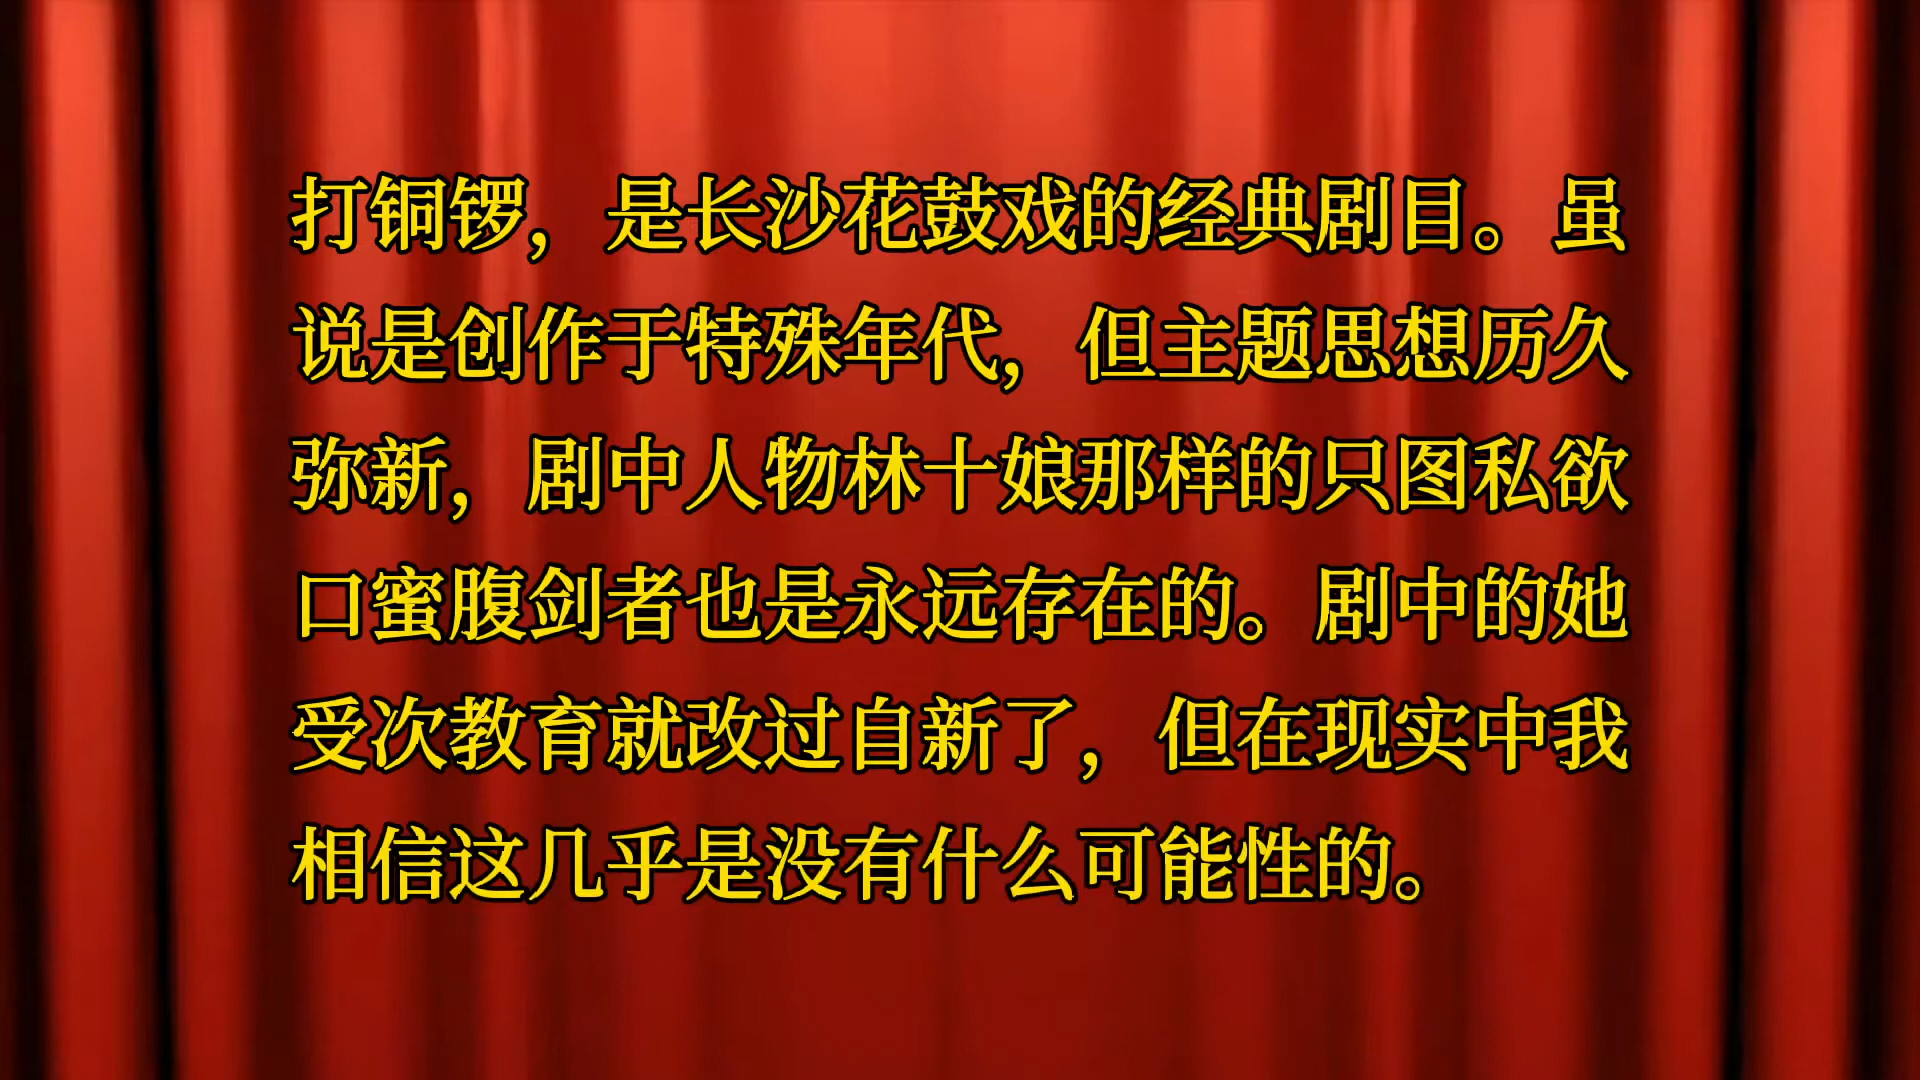 打铜锣，是长沙花鼓戏的经典剧目。虽
说是创作于特殊年代，但主题思想历久
弥新，剧中人物林十娘那样的只图私欲
口蜜腹剑者也是永远存在的。剧中的她
受次教育就改过自新了，但在现实中我
相信这几乎是没有什么可能性的。